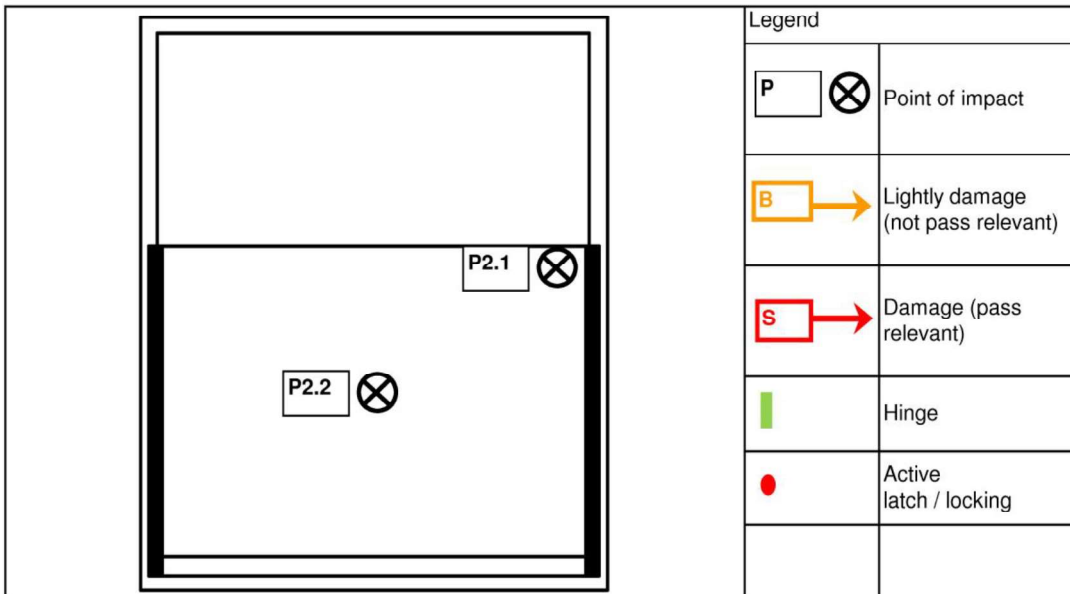 Legend
P
Point of impact
B
Lightly damage
(not pass relevant)
S
Damage (pass
relevant)
Hinge
Active
latch / locking
P2.1
P2.2